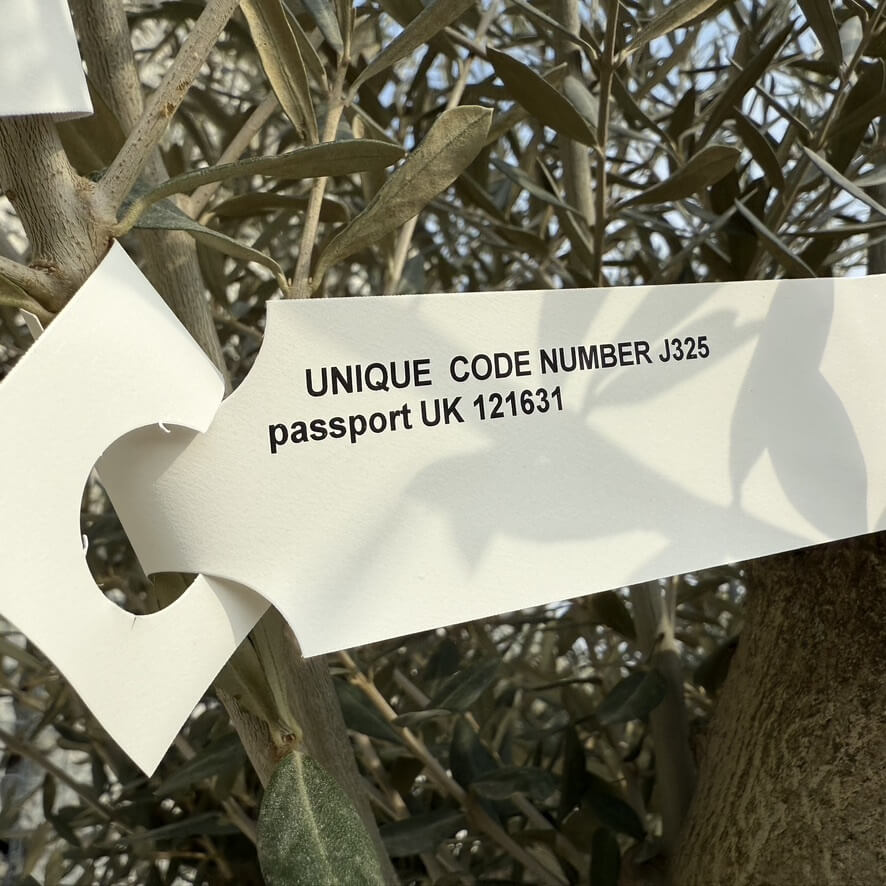 UNIQUE CODE NUMBER J325
passport UK 121631